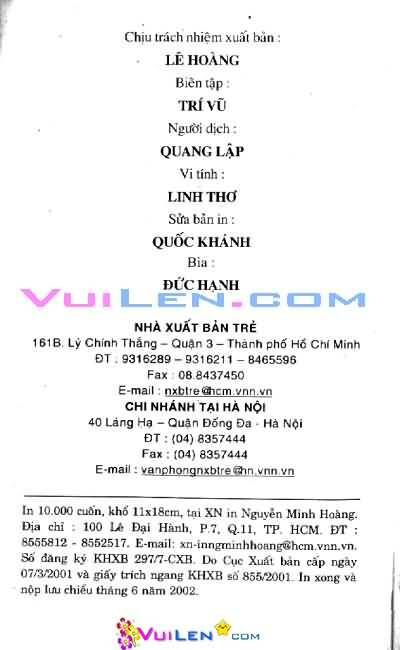 Chịu trách nhiệm xuất bản :
LÊ HOÀNG
Biên tập :
TRÍ VŨ
Người dịch :
QUANG LẬP
Vi tính :
LINH THƠ
Sửa bản in :
QUỐC KHÁNH
Bìa :
ĐỨC HẠNH
VUILEN.COM
NHÀ XUẤT BẢN TRẺ
161B. Lý Chính Thắng – Quận 3 – Thành phố Hồ Chí Minh
ĐT : 9316289 – 9316211 – 8465596
Fax : 08.8437450
E-mail : nxbtre@hcm.vnn.vn
CHI NHÁNH TẠI HÀ NỘI
40 Láng Hạ – Quận Đống Đa - Hà Nội
ĐT : (04) 8357444
Fax : (04) 8357444
E-mail : vanphongnxbtre@hn.vnn.vn
In 10.000 cuốn, khổ 11x18cm, tại XN in Nguyễn Minh Hoàng.
Địa chỉ : 100 Lê Đại Hành, P.7, Q.11, TP. HCM. ĐT :
8555812 - 8552517. E-mail: xn-inngminhhoang@hcm.vnn.vn.
Số đăng ký KHXB 297/7-CXB. Do Cục Xuất bản cấp ngày
07/3/2001 và giấy trích ngang KHXB số 855/2001. In xong và
nộp lưu chiểu tháng 6 năm 2002.
VUILEN.COM